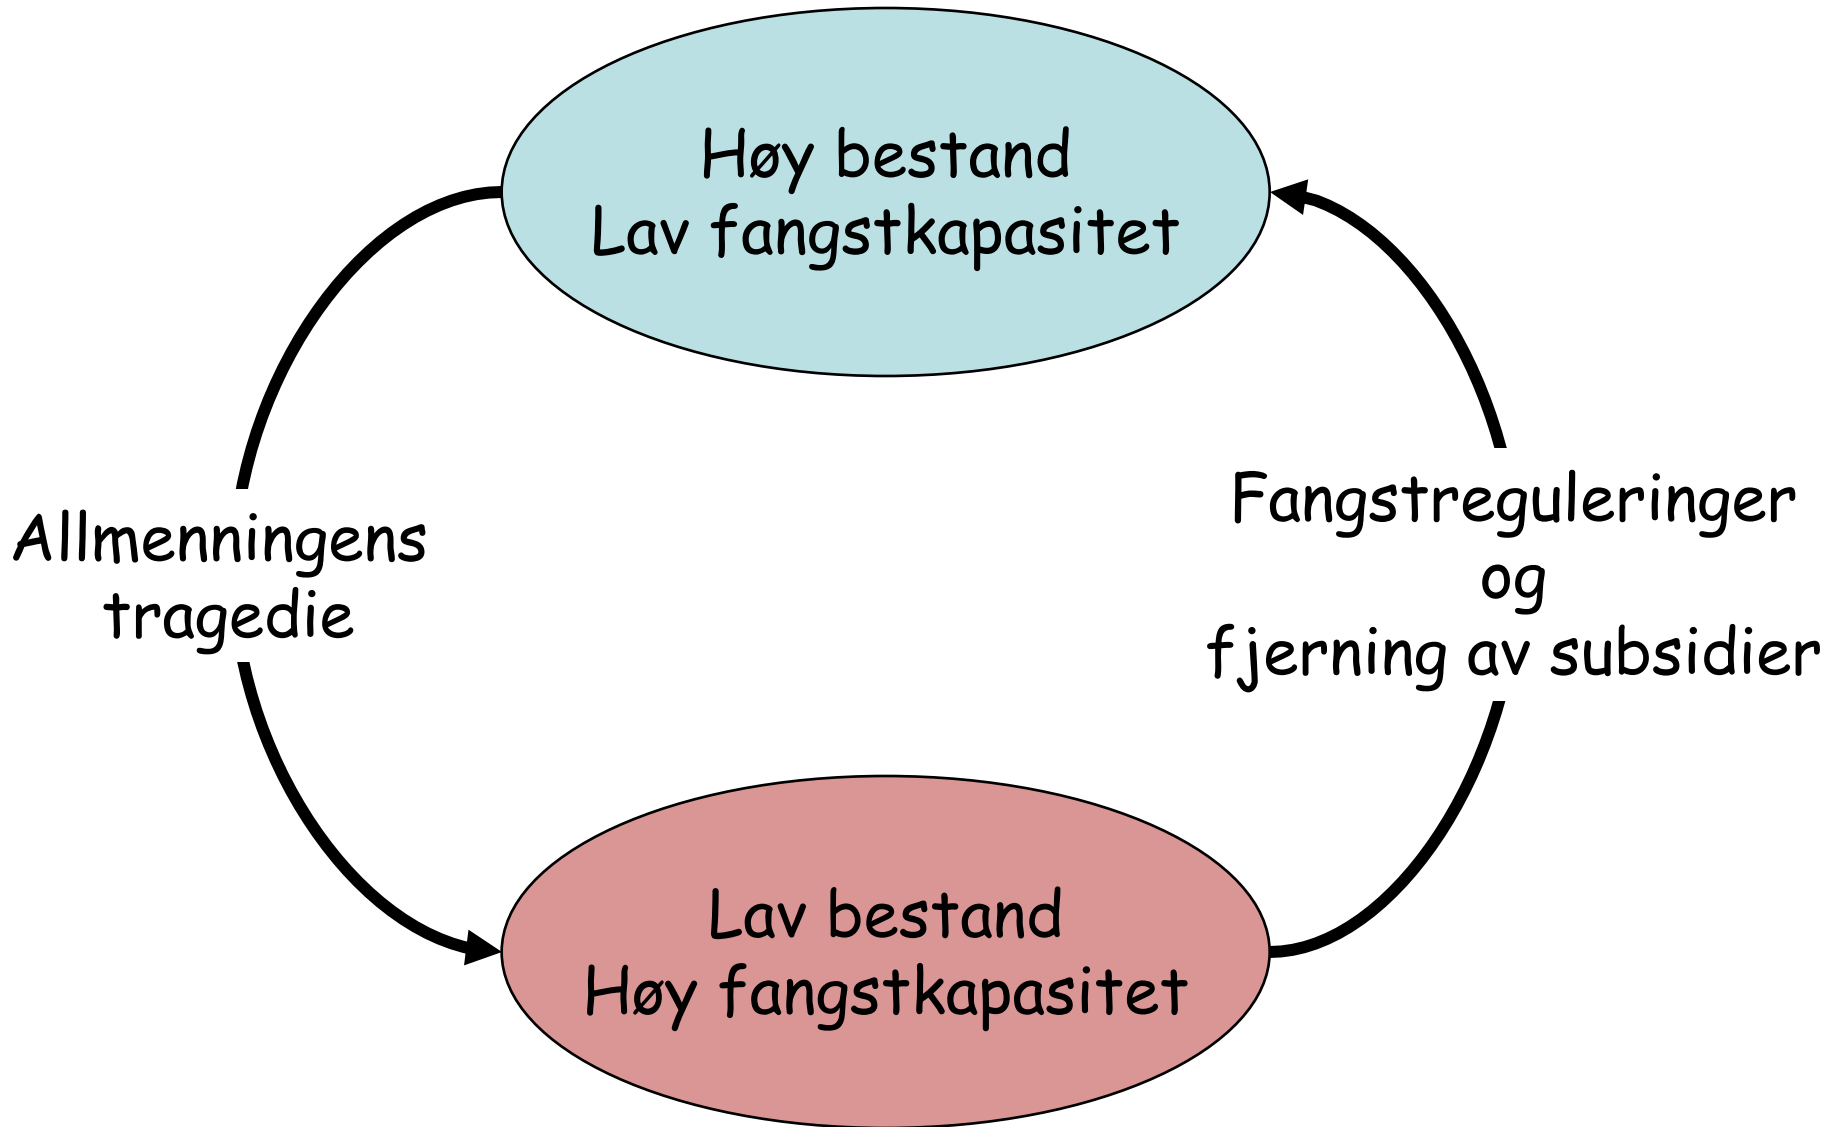 Høy bestand
Lav fangstkapasitet
Allmenningens
tragedie
Fangstreguleringer
og
fjerning av subsidier
Lav bestand
Høy fangstkapasitet